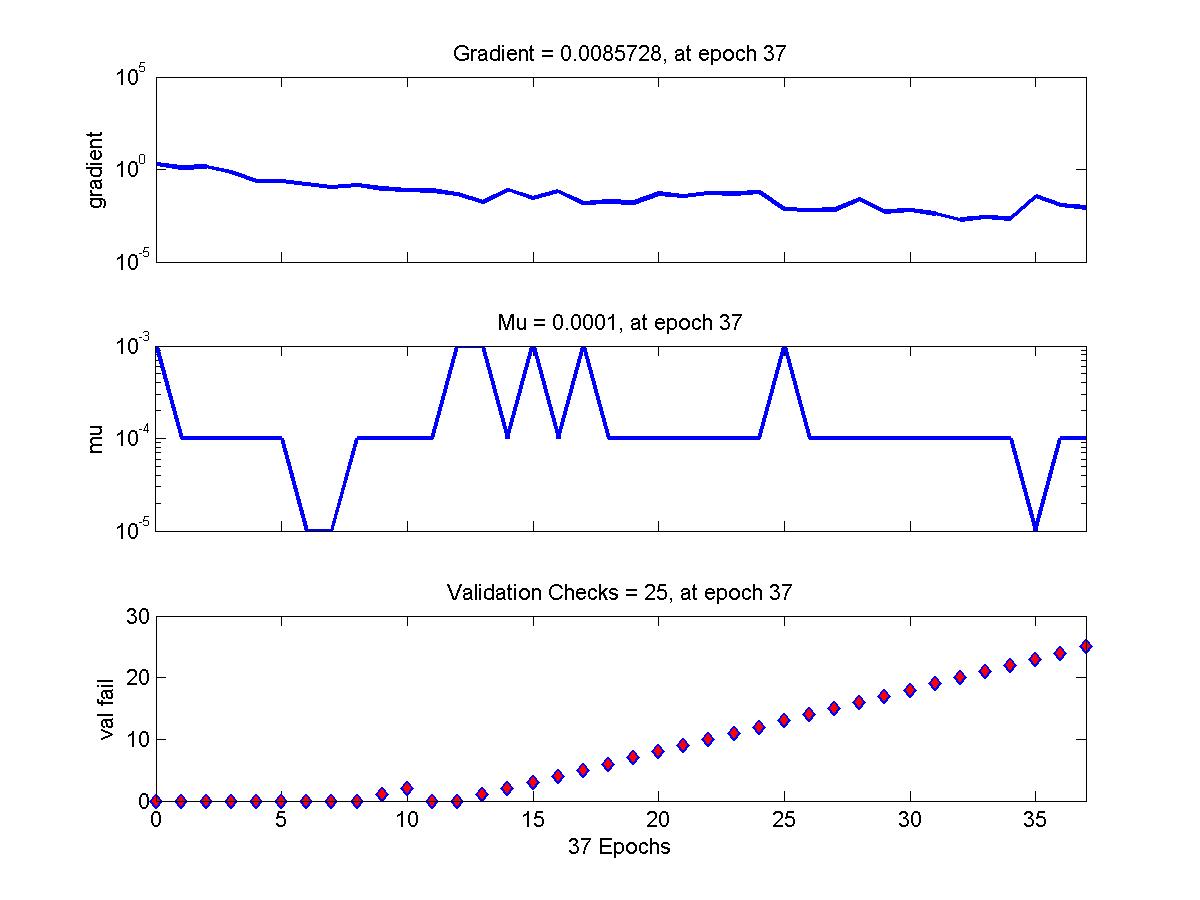 Gradient = 0.0085728, at epoch 37
10^5
10^0
10^-5
gradient
Mu = 0.0001, at epoch 37
10^-3
10^-4
10^-5
mu
Validation Checks = 25, at epoch 37
30
20
10
0
val fail
0 5 10 15 20 25 30 35
37 Epochs